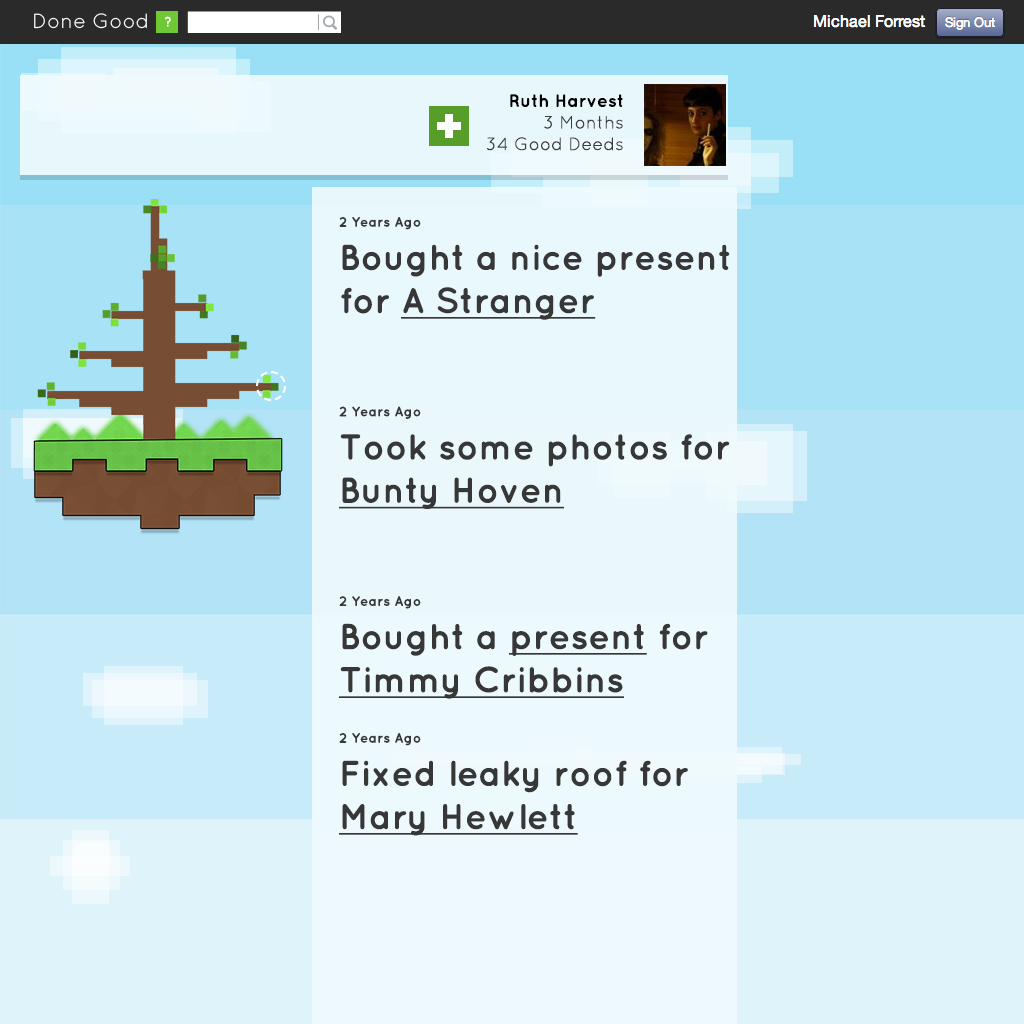 Done Good ?
Michael Forrest
Sign Out
Ruth Harvest
3 Months
34 Good Deeds
2 Years Ago
Bought a nice present
for A Stranger
2 Years Ago
Took some photos for
Bunty Hoven
2 Years Ago
Bought a present for
Timmy Cribbins
2 Years Ago
Fixed leaky roof for
Mary Hewlett